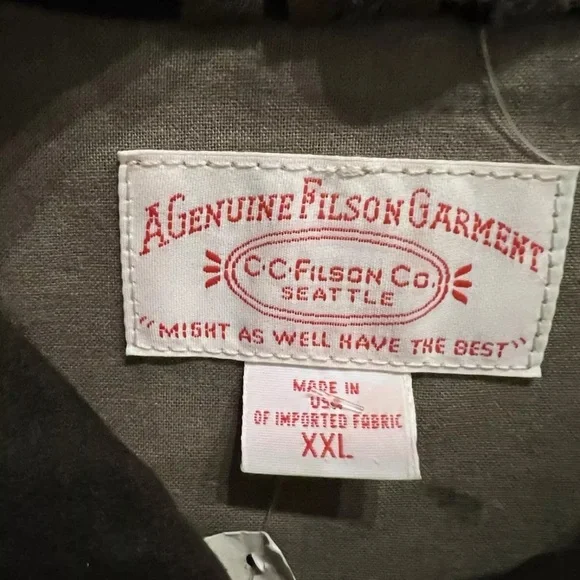 A GENUINE FILSON GARMENT
C.C. FILSON CO.
SEATTLE
"MIGHT AS WELL HAVE THE BEST"
MADE IN
USA
OF IMPORTED FABRIC
XXL